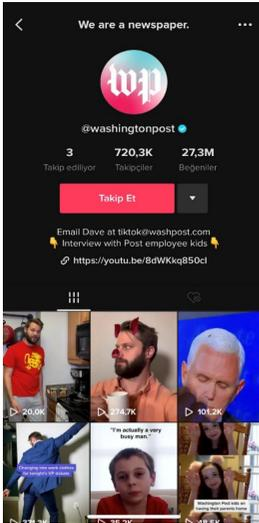 We are a newspaper.
wp
@washingtonpost
3
720,3K
27,3M
Takip ediliyor
Takipçiler
Beğeniler
Takip Et
Email Dave at tiktok@washpost.com
👇 Interview with Post employee kids 👇
https://youtu.be/8dWKkq850cI
20,0K
274,7K
101,2K
Changing into work clothes
for tonight's VP debate
"I'm actually a very
busy man."
Washington Post kids on
having their parents home